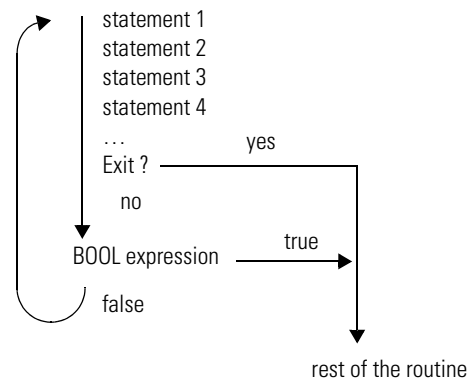 statement 1
statement 2
statement 3
statement 4
...
yes
Exit ?
no
true
BOOL expression
false
rest of the routine